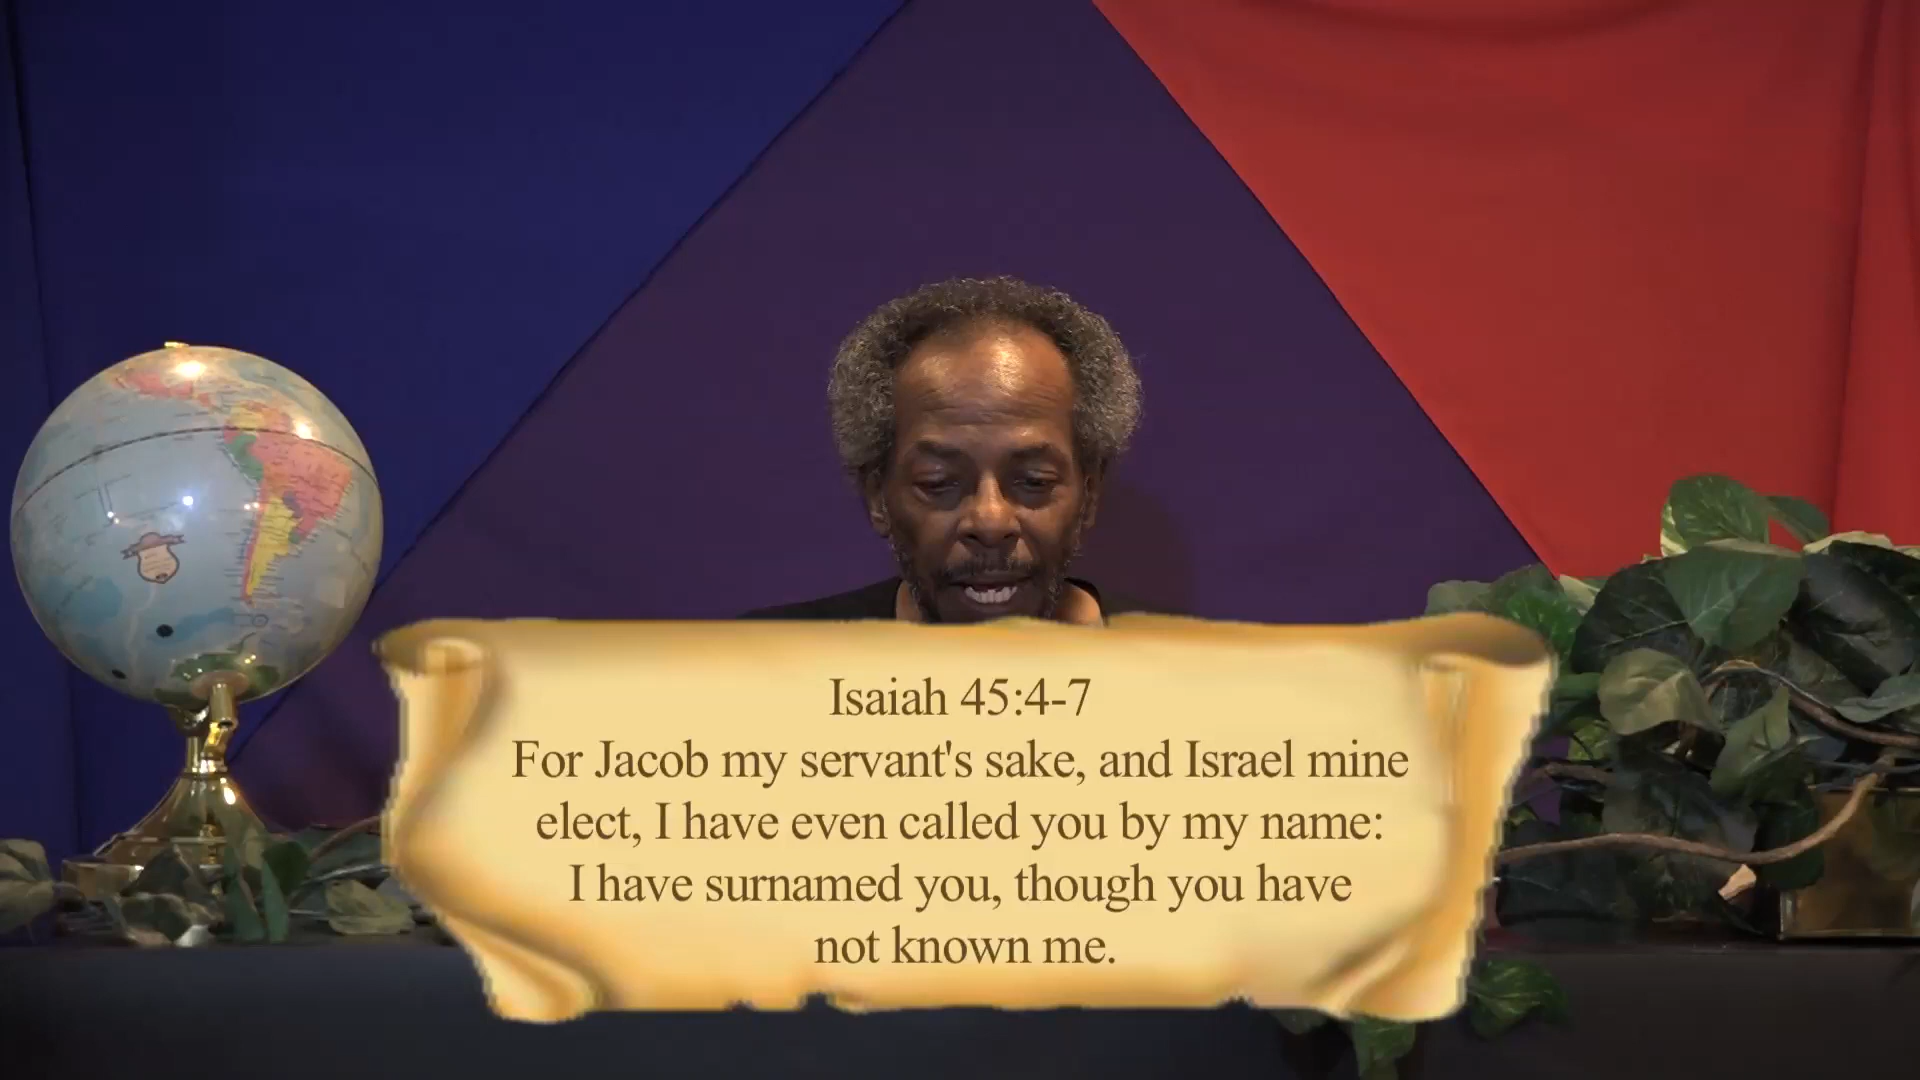 Isaiah 45:4-7
For Jacob my servant's sake, and Israel mine
elect, I have even called you by my name:
I have surnamed you, though you have
not known me.